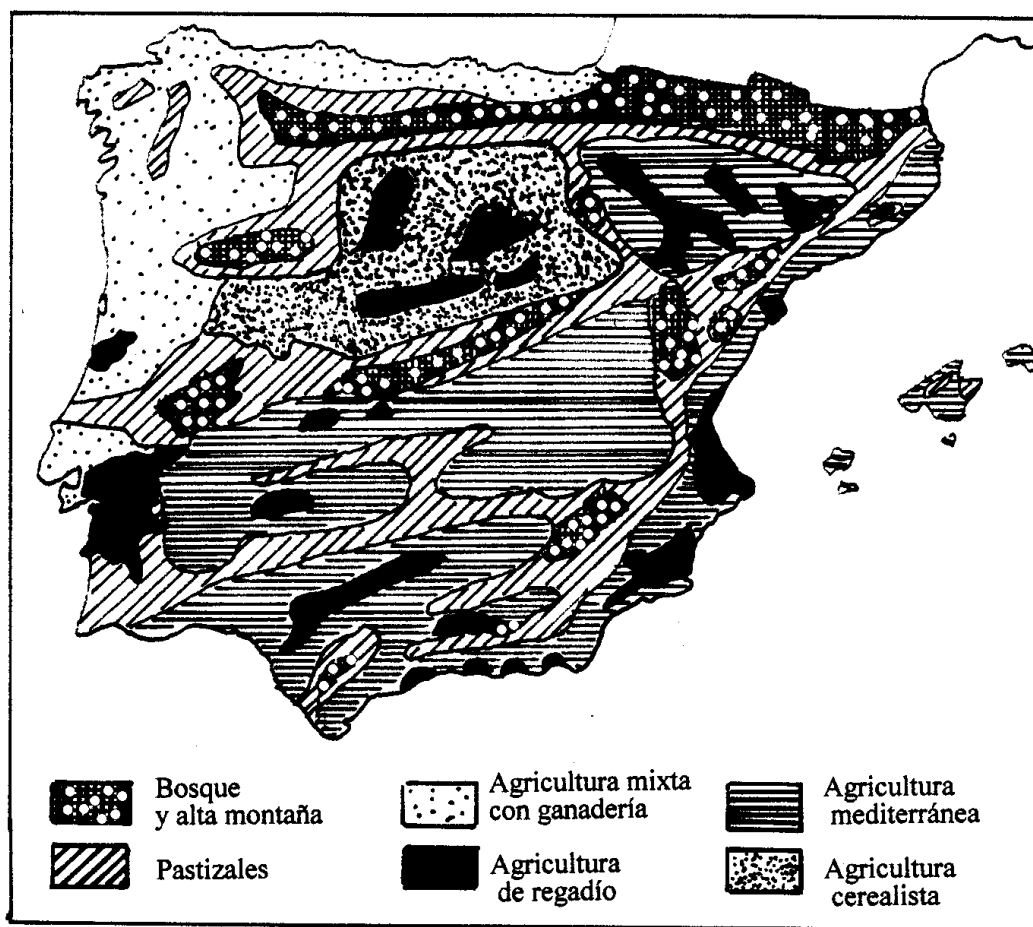 Bosque
y alta montaña
Agricultura mixta
con ganadería
Agricultura
mediterránea
Pastizales
Agricultura
de regadío
Agricultura
cerealista